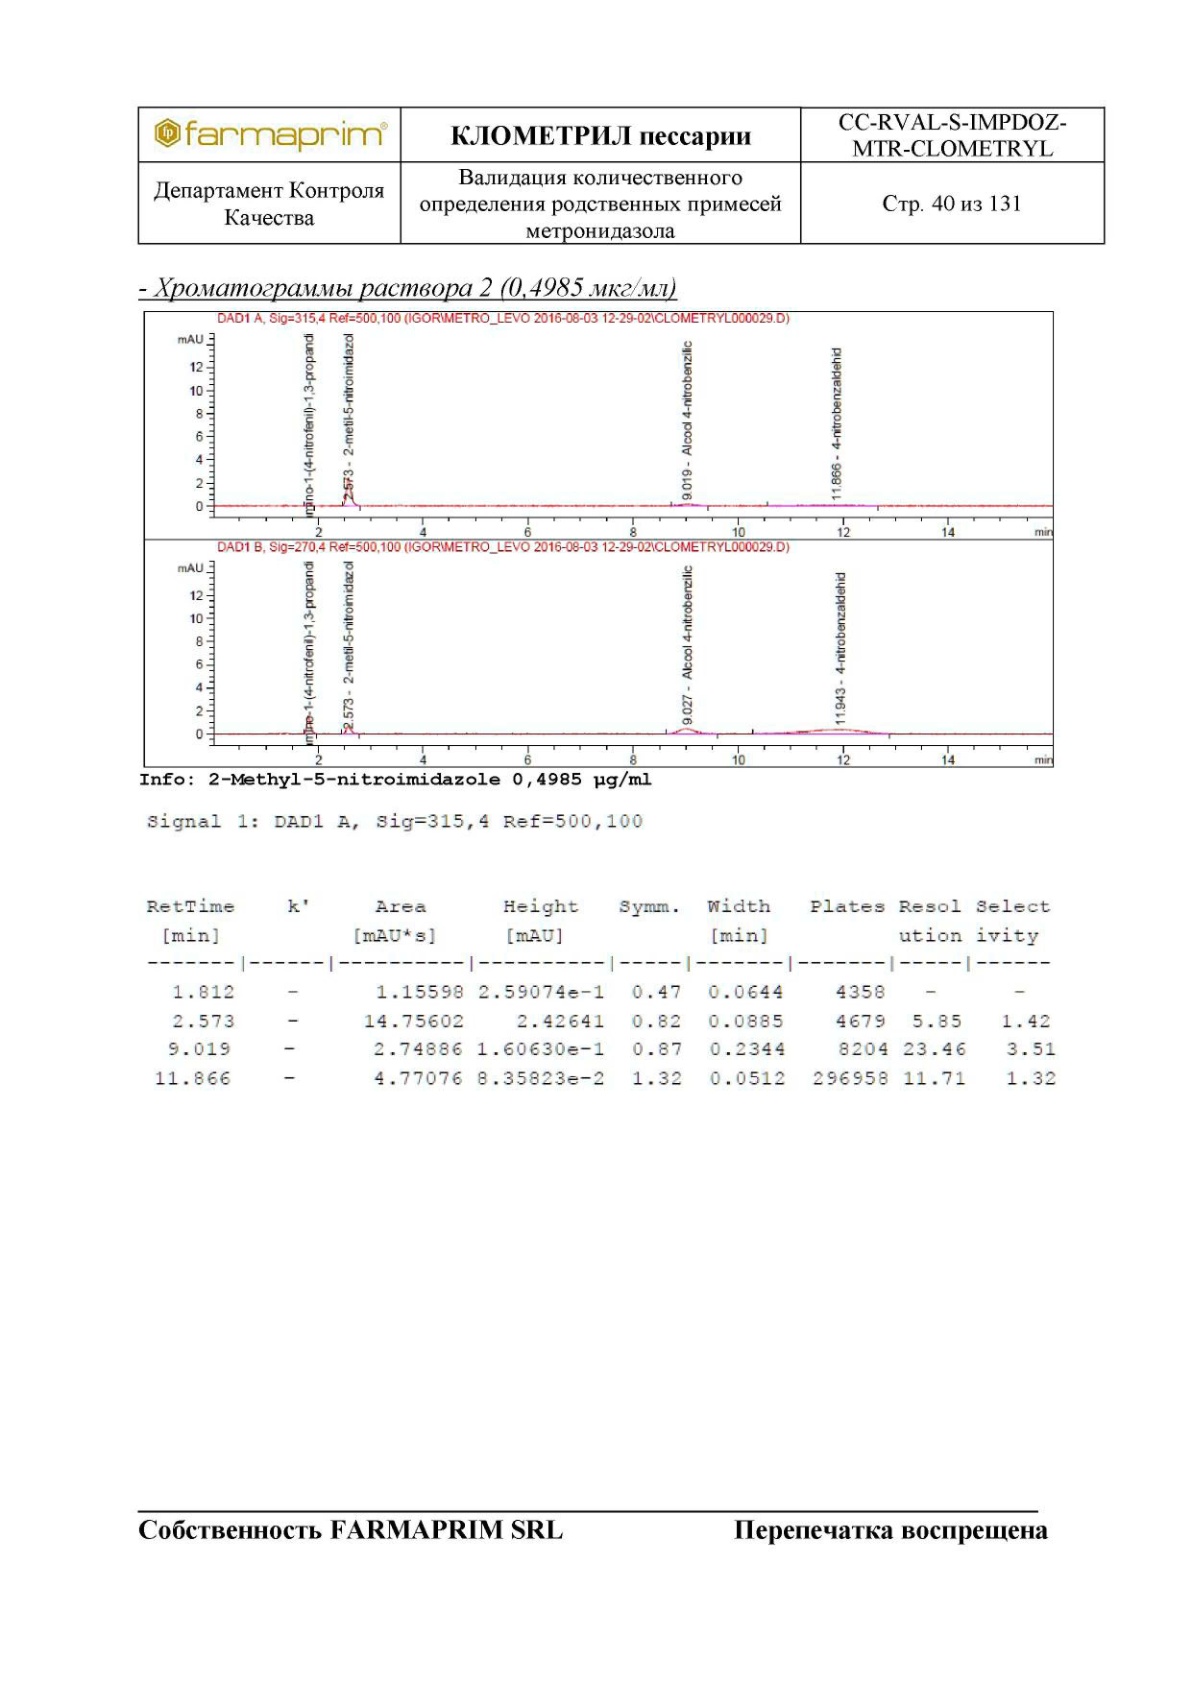 farmaprim®
КЛОМЕТРИЛ пессарии
CC-RVAL-S-IMPDOZ-
MTR-CLOMETRYL
Департамент Контроля
Качества
Валидация количественного
определения родственных примесей
метронидазола
Стр. 40 из 131
- Хроматограммы раствора 2 (0,4985 мкг/мл)
DAD1 A, Sig=315,4 Ref=500,100 (IGOR\METRO_LEVO 2016-08-03 12-29-02\CLOMETRYL000029.D)
mAU
12
10
8
6
4
2
0
mino-1-(4-nitrofenil)-1,3-propandi
2.573 - 2-metil-5-nitroimidazol
9.019 - Alcool 4-nitrobenzilic
11.866 - 4-nitrobenzaldehid
2 4 6 8 10 12 14 min
DAD1 B, Sig=270,4 Ref=500,100 (IGOR\METRO_LEVO 2016-08-03 12-29-02\CLOMETRYL000029.D)
mAU
12
10
8
6
4
2
0
mino-1-(4-nitrofenil)-1,3-propandi
2.573 - 2-metil-5-nitroimidazol
9.027 - Alcool 4-nitrobenzilic
11.943 - 4-nitrobenzaldehid
2 4 6 8 10 12 14 min
Info: 2-Methyl-5-nitroimidazole 0,4985 µg/ml
Signal 1: DAD1 A, Sig=315,4 Ref=500,100
RetTime k' Area Height Symm. Width Plates Resol Select
[min] [mAU*s] [mAU] [min] ution ivity
-------|------|----------|----------|-----|-------|-------|-----|------
1.812 - 1.15598 2.59074e-1 0.47 0.0644 4358 - -
2.573 - 14.75602 2.42641 0.82 0.0885 4679 5.85 1.42
9.019 - 2.74886 1.60630e-1 0.87 0.2344 8204 23.46 3.51
11.866 - 4.77076 8.35823e-2 1.32 0.0512 296958 11.71 1.32
Собственность FARMAPRIM SRL Перепечатка воспрещена